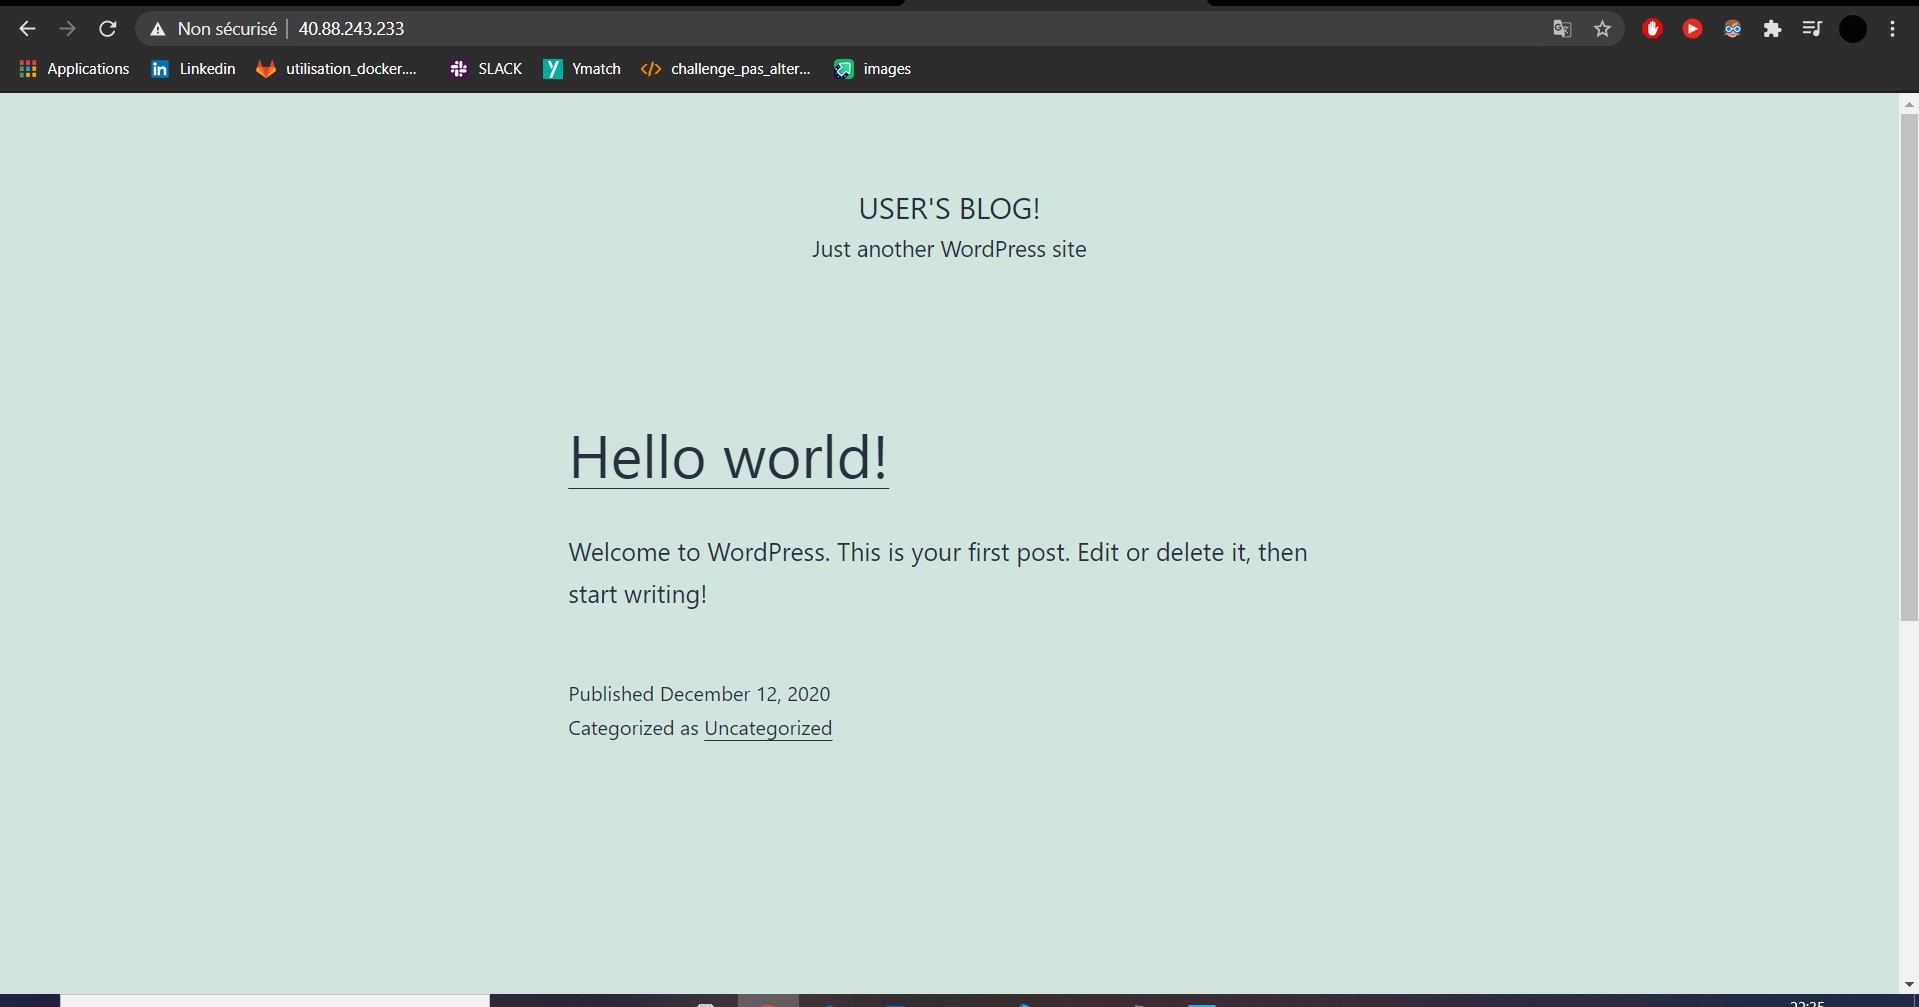 Non sécurisé | 40.88.243.233
Applications Linkedin utilisation_docker.... SLACK Ymatch challenge_pas_alter... images
USER'S BLOG!
Just another WordPress site
Hello world!
Welcome to WordPress. This is your first post. Edit or delete it, then
start writing!
Published December 12, 2020
Categorized as Uncategorized